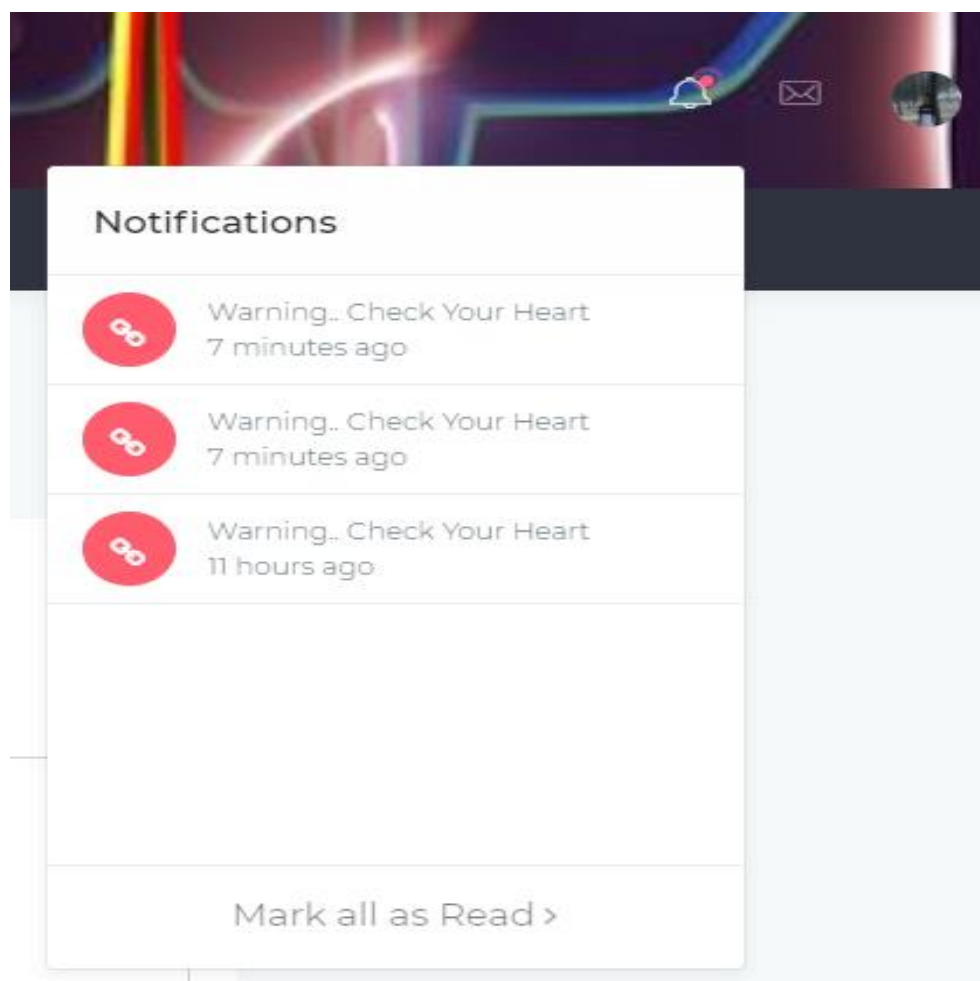 Notifications
Warning.. Check Your Heart
7 minutes ago
Warning.. Check Your Heart
7 minutes ago
Warning.. Check Your Heart
11 hours ago
Mark all as Read >